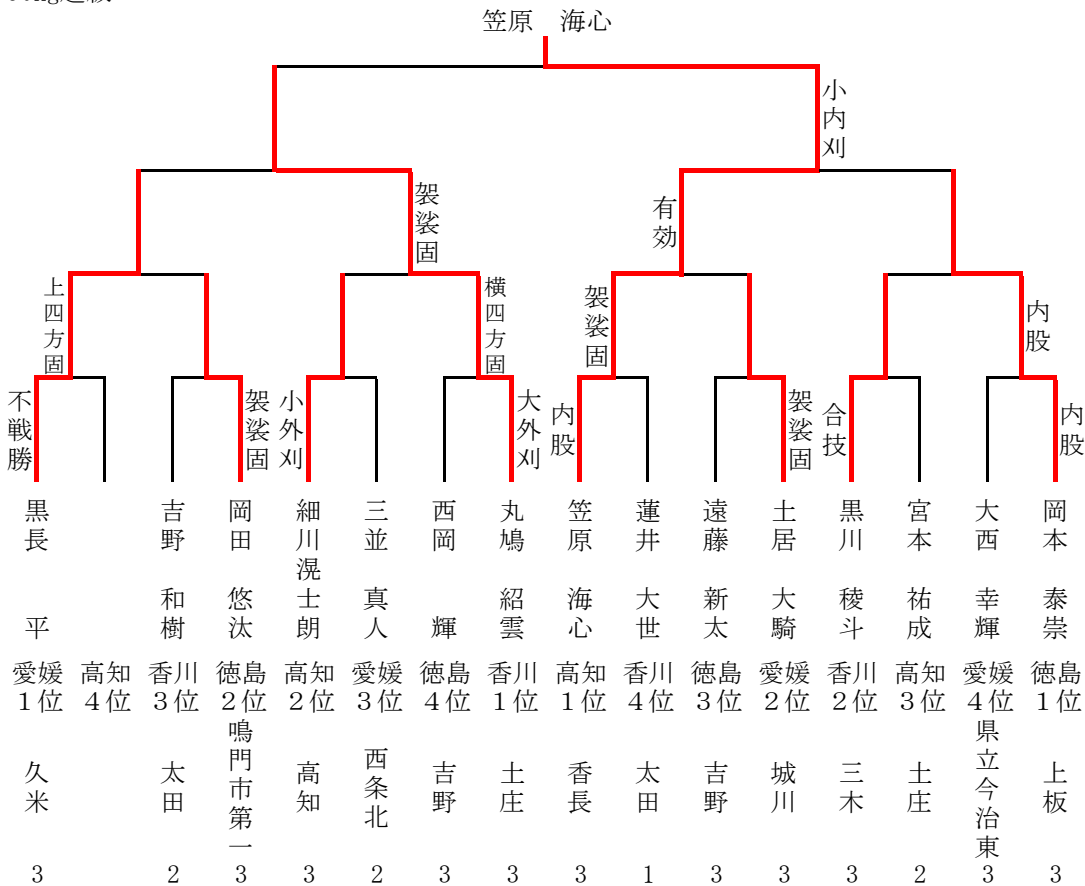 笠原 海心
小内刈
袈裟固
有効
上四方固
横四方固
袈裟固
内股
不戦勝
袈裟固
小外刈
大外刈
内股
袈裟固
合技
内股
黒長 平
吉野 和樹
岡田 悠汰
細川滉士朗
三並 真人
西岡 輝
丸鳩 紹雲
笠原 海心
蓮井 大世
遠藤 新太
土居 大騎
黒川 稜斗
宮本 祐成
大西 幸輝
岡本 泰崇
愛媛 高知 香川 徳島 高知 愛媛 徳島 香川 高知 香川 徳島 愛媛 香川 高知 愛媛 徳島
1位 4位 3位 2位 2位 3位 4位 1位 1位 4位 3位 2位 2位 3位 4位 1位
久米
太田
鳴門市第一
高知
西条北
吉野
土庄
香長
太田
吉野
城川
三木
土庄
県立今治東
上板
3 2 3 3 2 3 3 3 1 3 3 3 2 3 3